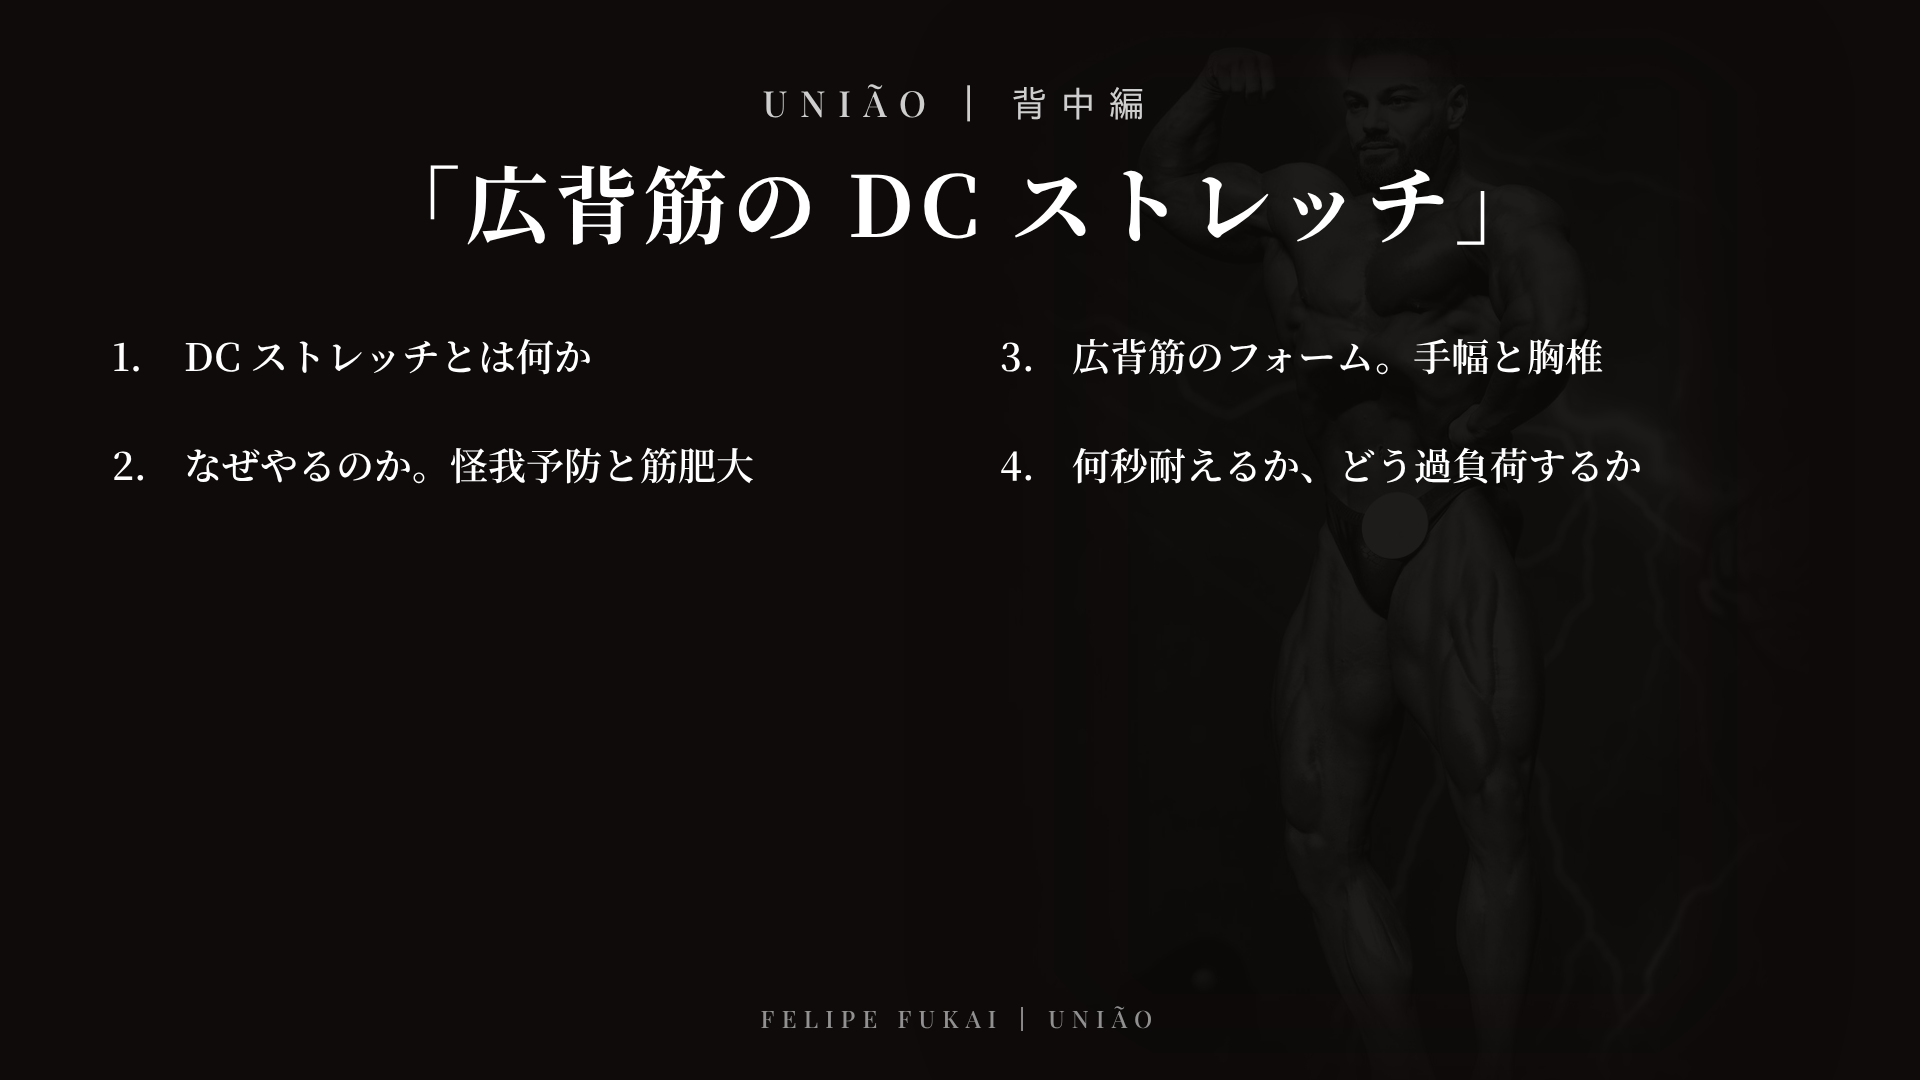 UNIÃO | 背中編
「広背筋の DC ストレッチ」
1. DC ストレッチとは何か
2. なぜやるのか。怪我予防と筋肥大
3. 広背筋のフォーム。手幅と胸椎
4. 何秒耐えるか、どう過負荷するか
FELIPE FUKAI | UNIÃO